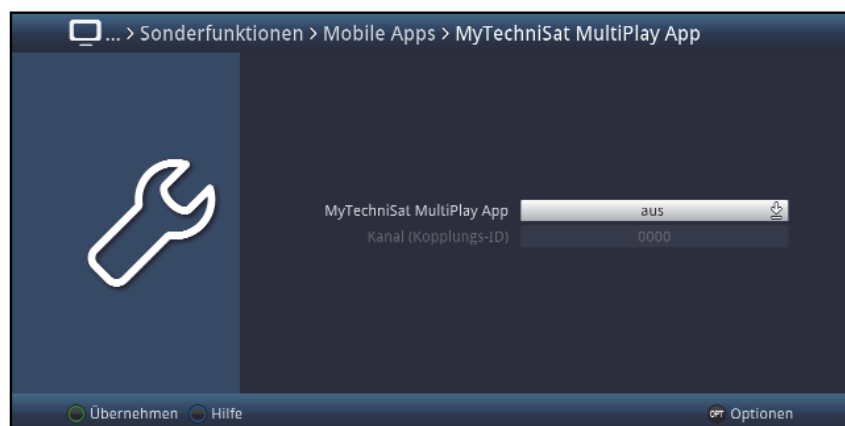 ... > Sonderfunktionen > Mobile Apps > MyTechniSat MultiPlay App
MyTechniSat MultiPlay App aus
Kanal (Kopplungs-ID) 0000
Übernehmen Hilfe OPT Optionen